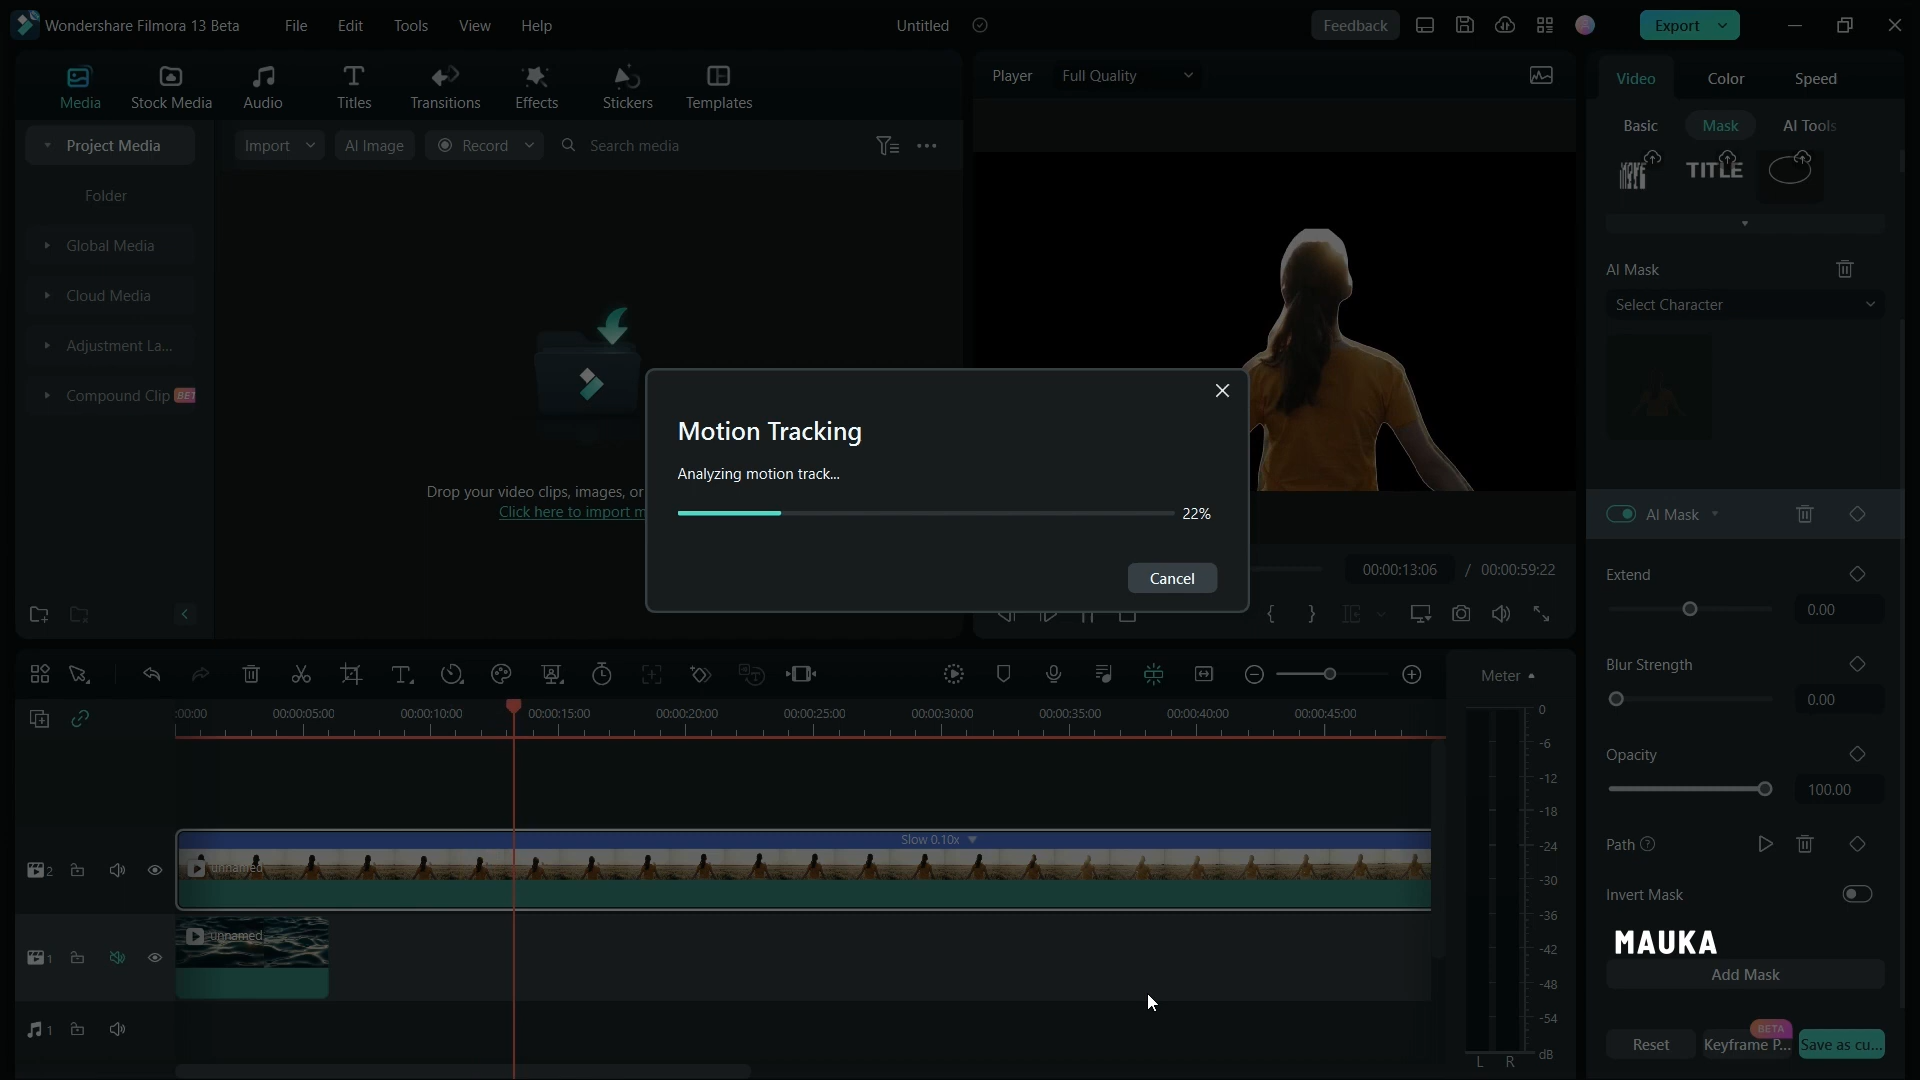 Wondershare Filmora 13 Beta
File
Edit
Tools
View
Help
Untitled
Feedback
Export
Media
Stock Media
Audio
Titles
Transitions
Effects
Stickers
Templates
Player
Full Quality
Video
Color
Speed
Project Media
Import
AI Image
Record
Search media
Basic
Mask
AI Tools
TITLE
Folder
Global Media
Cloud Media
Adjustment La...
Compound Clip
BET
Drop your video clips, images, or
Click here to import m
Motion Tracking
Analyzing motion track...
22%
Cancel
AI Mask
Select Character
AI Mask
00:00:13:06 / 00:00:59:22
Extend
0.00
Blur Strength
0.00
Opacity
100.00
Path
Invert Mask
MAUKA
Add Mask
Reset
Keyframe P...
BETA
Save as cu...
Meter
:00:00
00:00:05:00
00:00:10:00
00:00:15:00
00:00:20:00
00:00:25:00
00:00:30:00
00:00:35:00
00:00:40:00
00:00:45:00
Slow 0.10x
2
unnamed
1
unnamed
1
0
-6
-12
-18
-24
-30
-36
-42
-48
-54
dB
L R